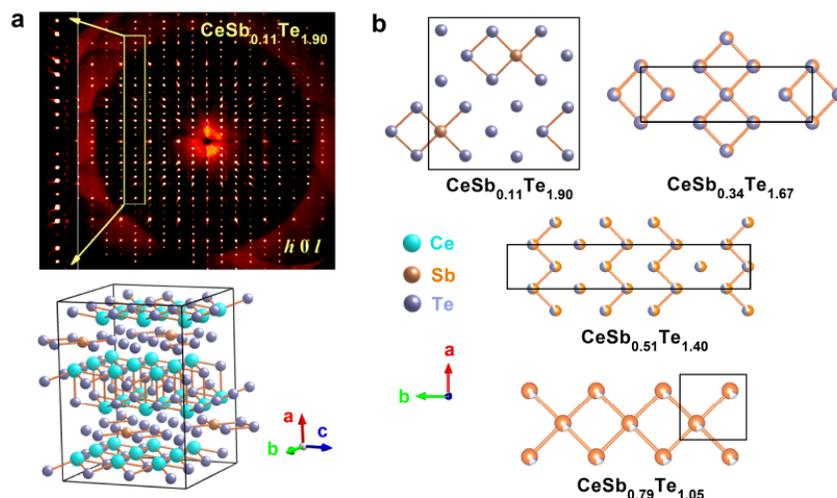 a
CeSb0.11Te1.90
h 0 l
a
b
c
b
CeSb0.11Te1.90
CeSb0.34Te1.67
Ce
Sb
Te
CeSb0.51Te1.40
a
b
CeSb0.79Te1.05